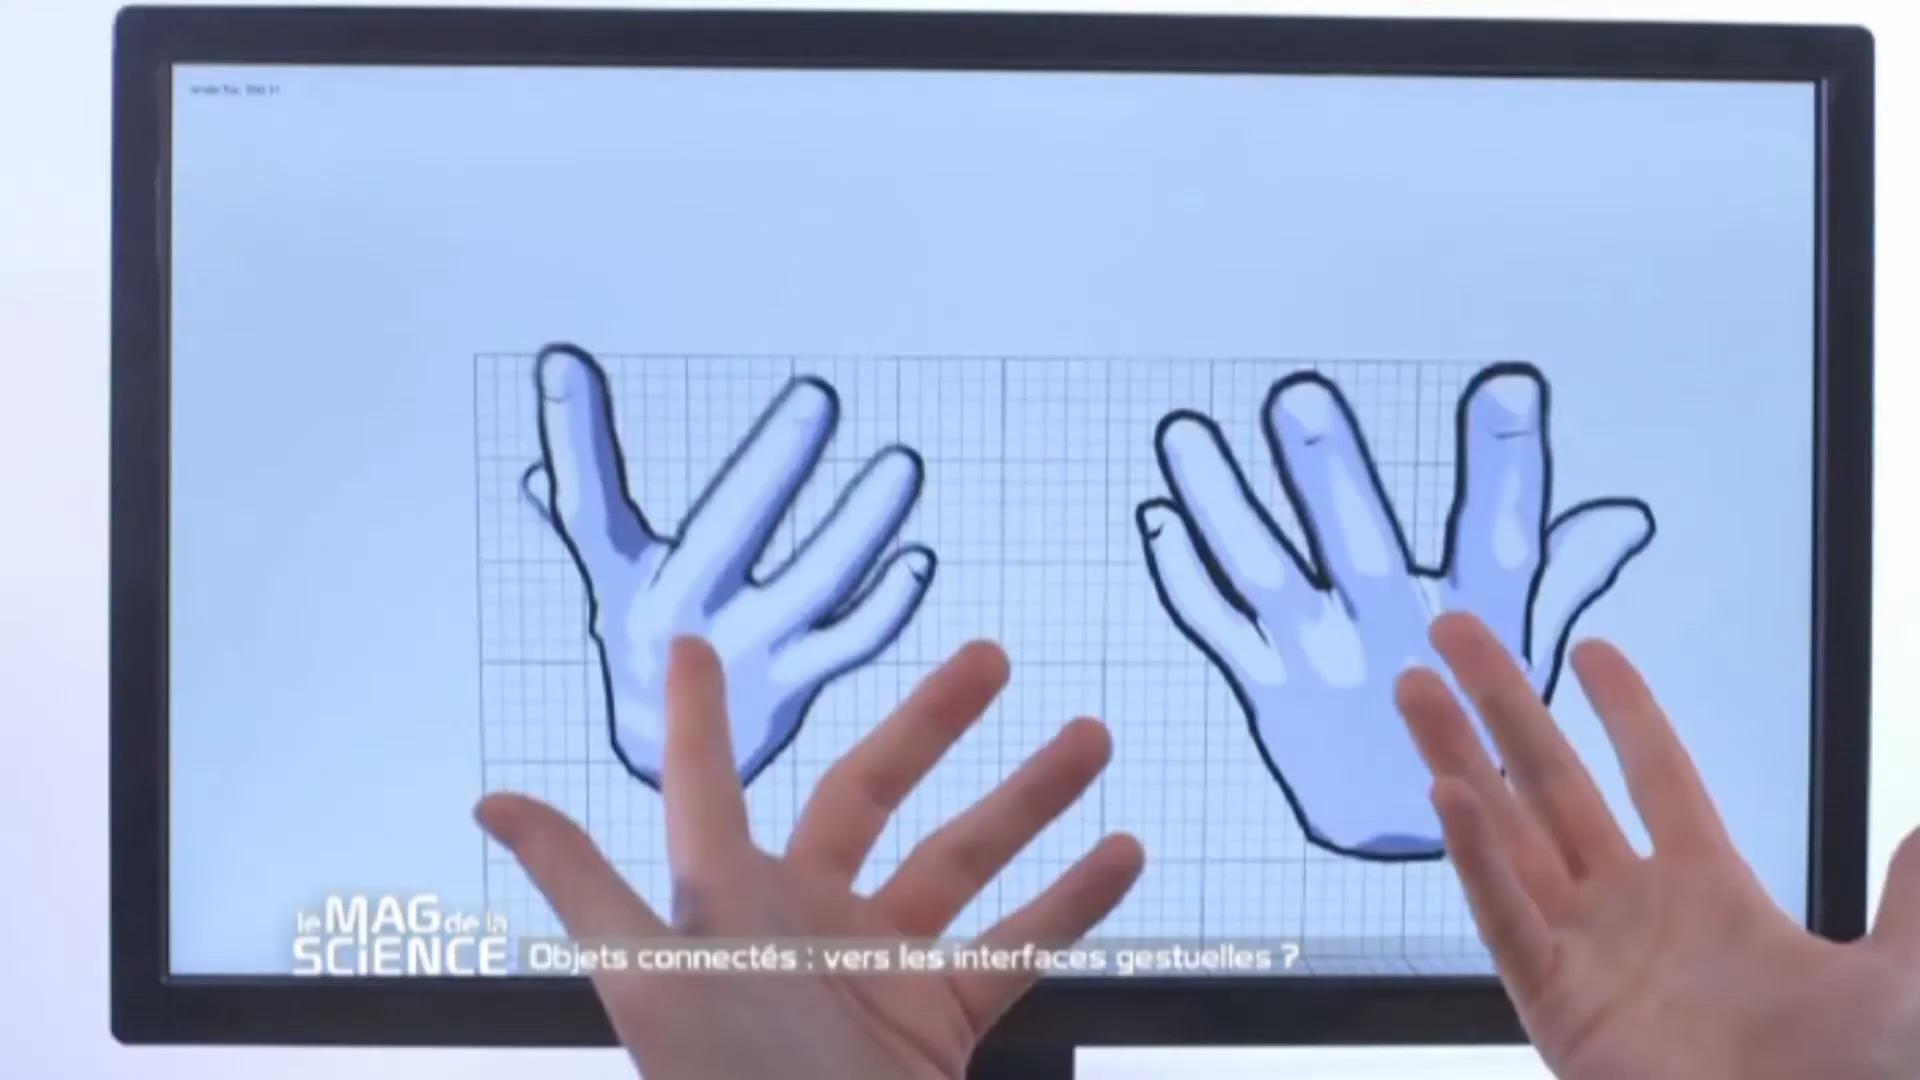 le MAG de la
SCiENCE
Objets connectés : vers les interfaces gestuelles ?